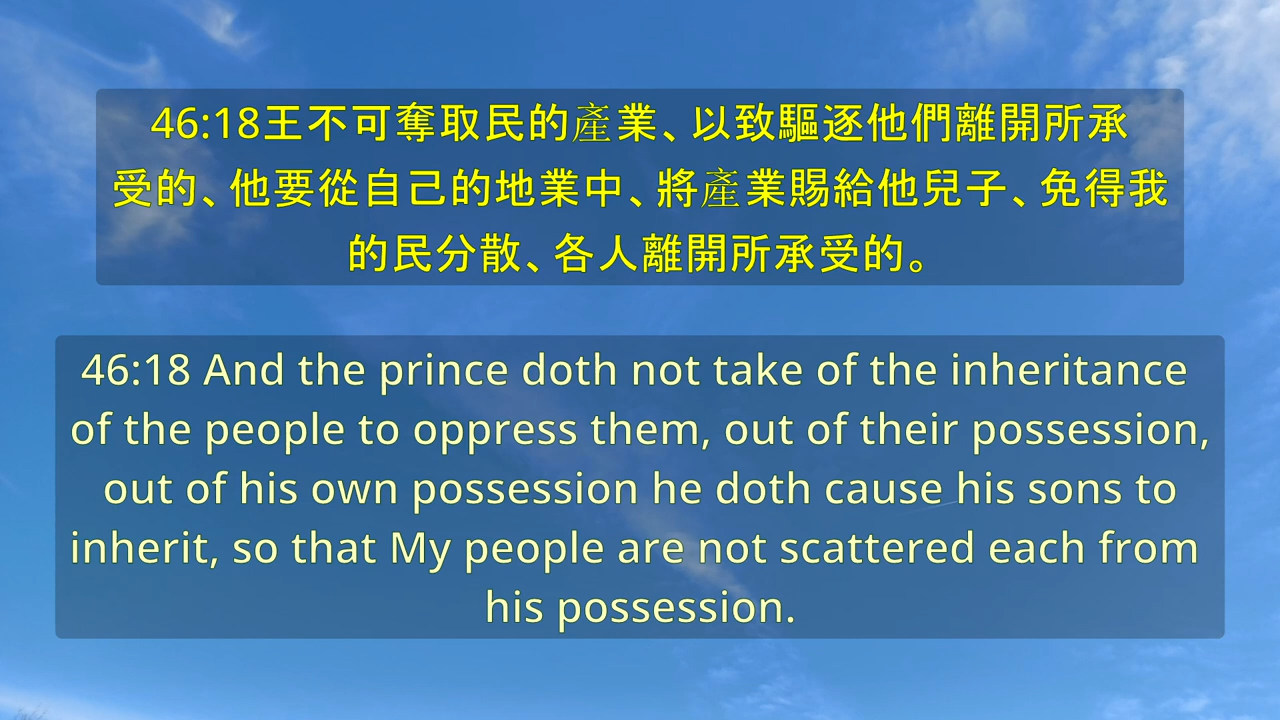 46:18王不可奪取民的產業、以致驅逐他們離開所承
受的、他要從自己的地業中、將產業賜給他兒子、免得我
的民分散、各人離開所承受的。
46:18 And the prince doth not take of the inheritance
of the people to oppress them, out of their possession,
out of his own possession he doth cause his sons to
inherit, so that My people are not scattered each from
his possession.